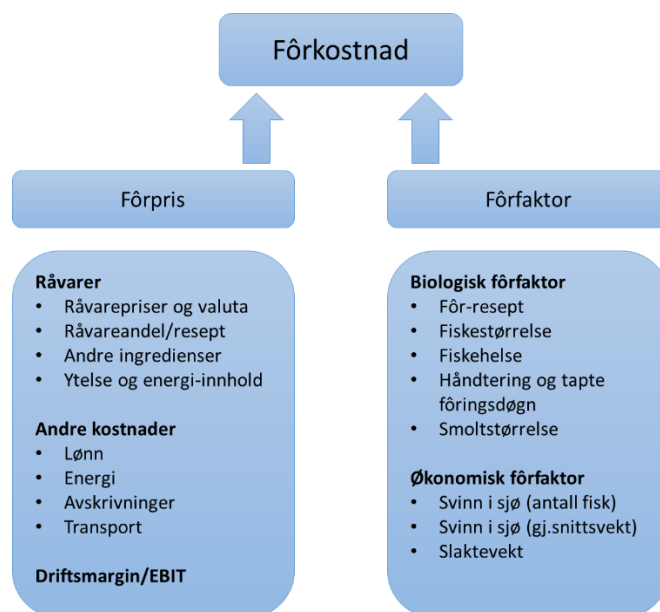 Fôrkostnad
Fôrpris
Råvarer
• Råvarepriser og valuta
• Råvareandel/resept
• Andre ingredienser
• Ytelse og energi-innhold
Andre kostnader
• Lønn
• Energi
• Avskrivninger
• Transport
Driftsmargin/EBIT
Fôrfaktor
Biologisk fôrfaktor
• Fôr-resept
• Fiskestørrelse
• Fiskehelse
• Håndtering og tapte
fôringsdøgn
• Smoltstørrelse
Økonomisk fôrfaktor
• Svinn i sjø (antall fisk)
• Svinn i sjø (gj.snittsvekt)
• Slaktevekt